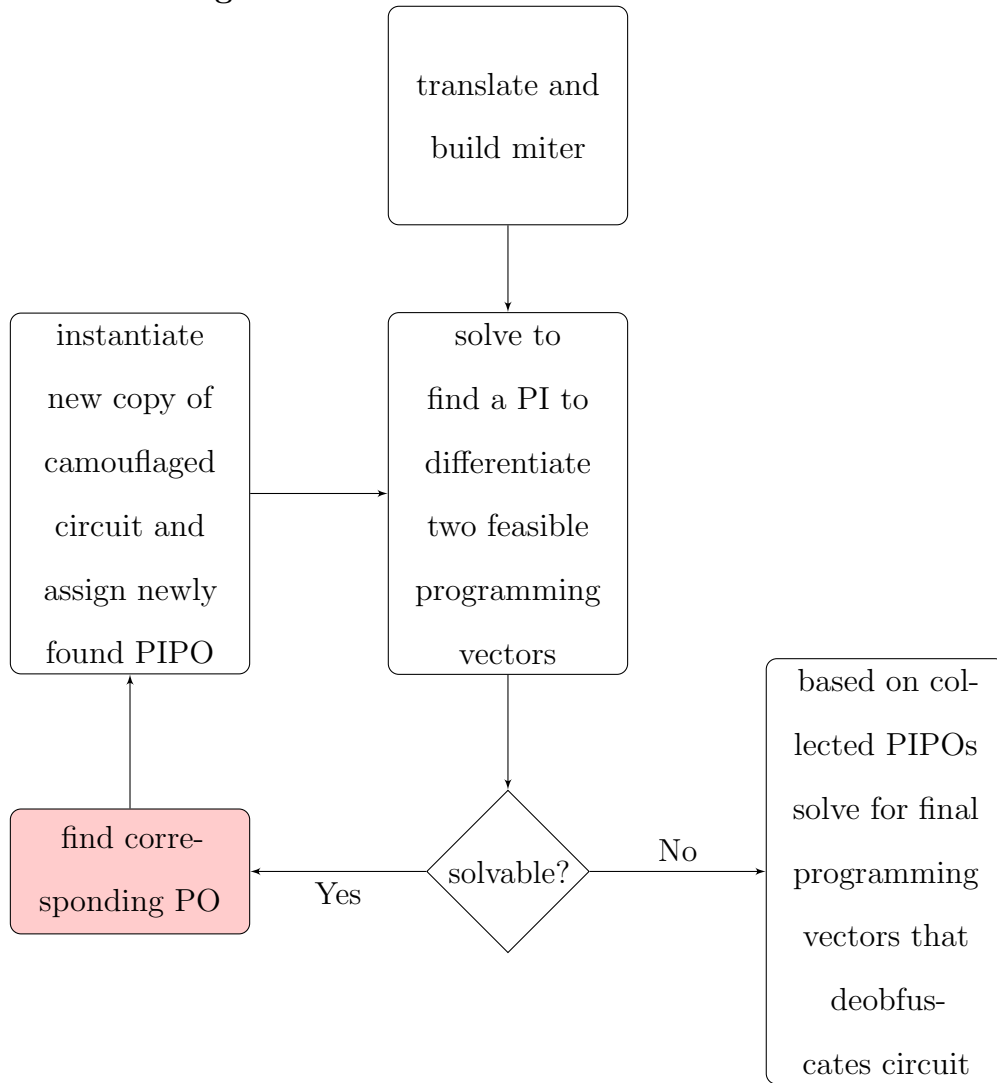 translate and
build miter
instantiate
new copy of
camouflaged
circuit and
assign newly
found PIPO
solve to
find a PI to
differentiate
two feasible
programming
vectors
solvable?
Yes
No
find corre-
sponding PO
based on col-
lected PIPOs
solve for final
programming
vectors that
deobfus-
cates circuit